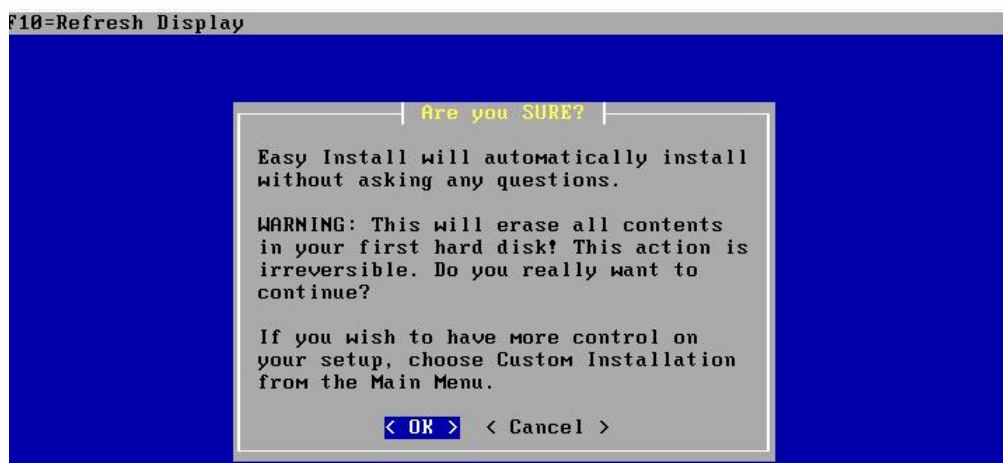 F10=Refresh Display
Are you SURE?
Easy Install will automatically install
without asking any questions.
WARNING: This will erase all contents
in your first hard disk! This action is
irreversible. Do you really want to
continue?
If you wish to have more control on
your setup, choose Custom Installation
from the Main Menu.
< OK > < Cancel >